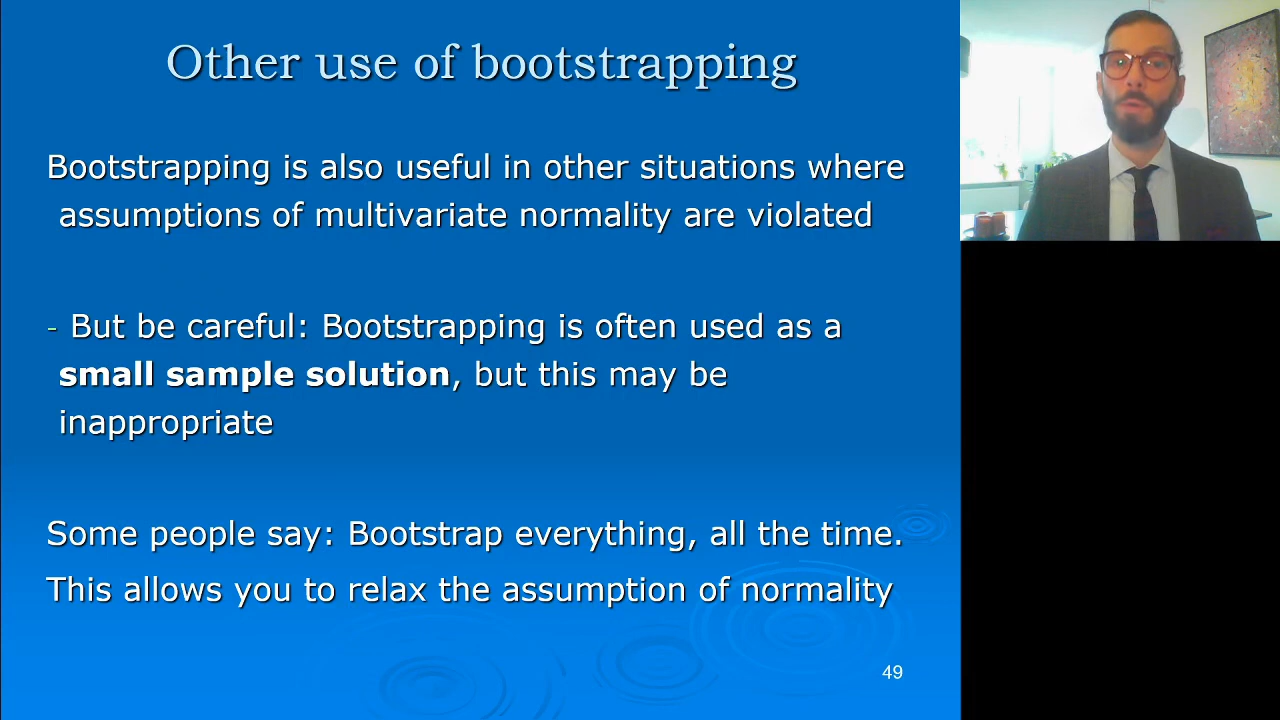 Other use of bootstrapping
Bootstrapping is also useful in other situations where
assumptions of multivariate normality are violated
- But be careful: Bootstrapping is often used as a
small sample solution, but this may be
inappropriate
Some people say: Bootstrap everything, all the time.
This allows you to relax the assumption of normality
49